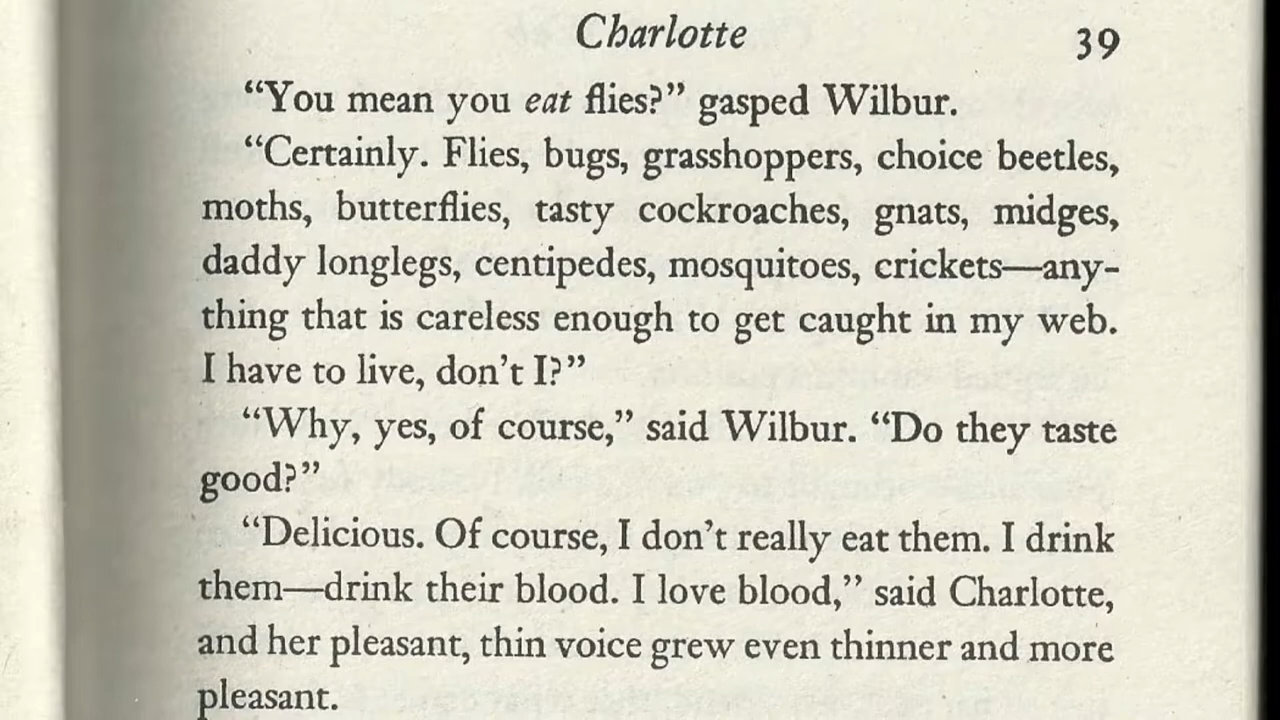 Charlotte 39
“You mean you eat flies?” gasped Wilbur.
“Certainly. Flies, bugs, grasshoppers, choice beetles,
moths, butterflies, tasty cockroaches, gnats, midges,
daddy longlegs, centipedes, mosquitoes, crickets—any-
thing that is careless enough to get caught in my web.
I have to live, don’t I?”
“Why, yes, of course,” said Wilbur. “Do they taste
good?”
“Delicious. Of course, I don’t really eat them. I drink
them—drink their blood. I love blood,” said Charlotte,
and her pleasant, thin voice grew even thinner and more
pleasant.